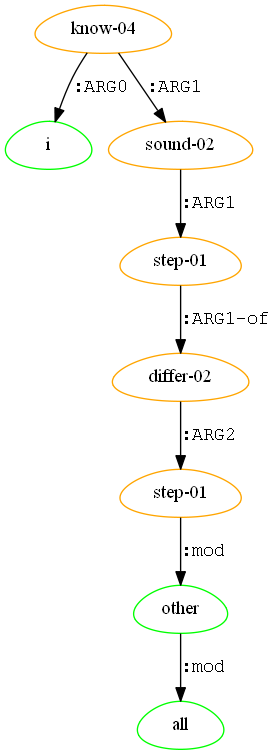 know-04
:ARG0 :ARG1
i sound-02
:ARG1
step-01
:ARG1-of
differ-02
:ARG2
step-01
:mod
other
:mod
all